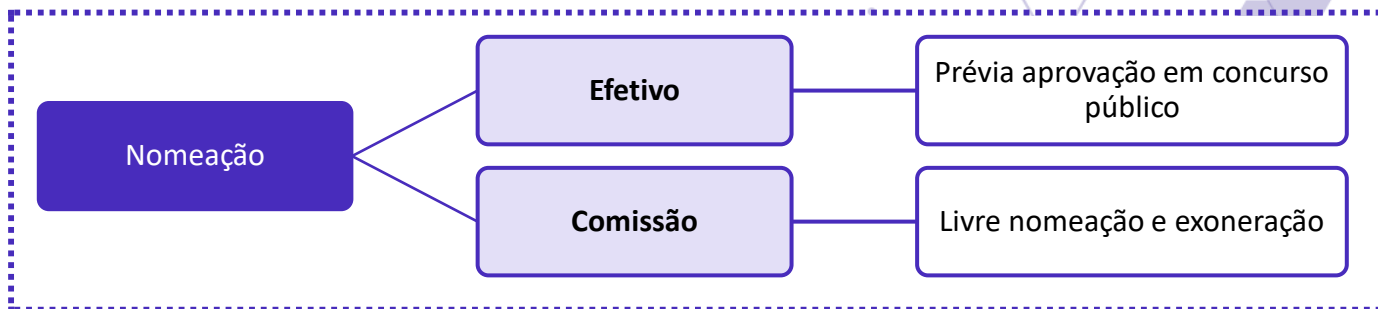 Nomeação
Efetivo
Prévia aprovação em concurso
público
Comissão
Livre nomeação e exoneração